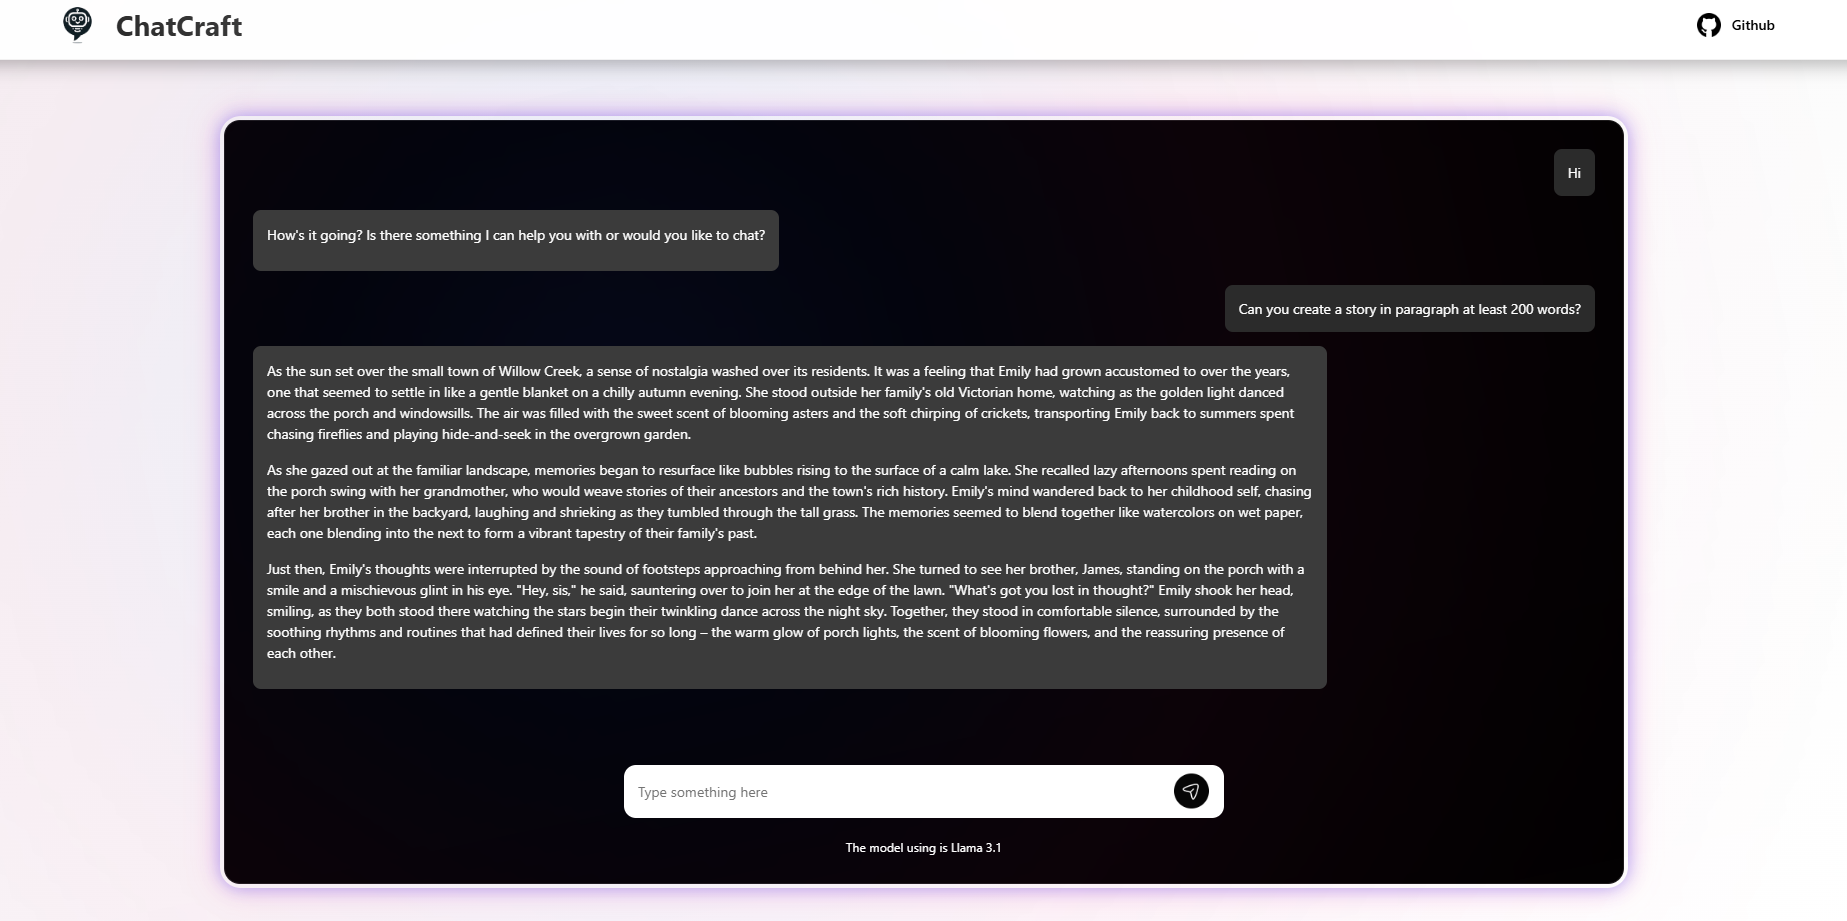 ChatCraft
Github
Hi
How's it going? Is there something I can help you with or would you like to chat?
Can you create a story in paragraph at least 200 words?
As the sun set over the small town of Willow Creek, a sense of nostalgia washed over its residents. It was a feeling that Emily had grown accustomed to over the years,
one that seemed to settle in like a gentle blanket on a chilly autumn evening. She stood outside her family's old Victorian home, watching as the golden light danced
across the porch and windowsills. The air was filled with the sweet scent of blooming asters and the soft chirping of crickets, transporting Emily back to summers spent
chasing fireflies and playing hide-and-seek in the overgrown garden.
As she gazed out at the familiar landscape, memories began to resurface like bubbles rising to the surface of a calm lake. She recalled lazy afternoons spent reading on
the porch swing with her grandmother, who would weave stories of their ancestors and the town's rich history. Emily's mind wandered back to her childhood self, chasing
after her brother in the backyard, laughing and shrieking as they tumbled through the tall grass. The memories seemed to blend together like watercolors on wet paper,
each one blending into the next to form a vibrant tapestry of their family's past.
Just then, Emily's thoughts were interrupted by the sound of footsteps approaching from behind her. She turned to see her brother, James, standing on the porch with a
smile and a mischievous glint in his eye. "Hey, sis," he said, sauntering over to join her at the edge of the lawn. "What's got you lost in thought?" Emily shook her head,
smiling, as they both stood there watching the stars begin their twinkling dance across the night sky. Together, they stood in comfortable silence, surrounded by the
soothing rhythms and routines that had defined their lives for so long – the warm glow of porch lights, the scent of blooming flowers, and the reassuring presence of
each other.
Type something here
The model using is Llama 3.1